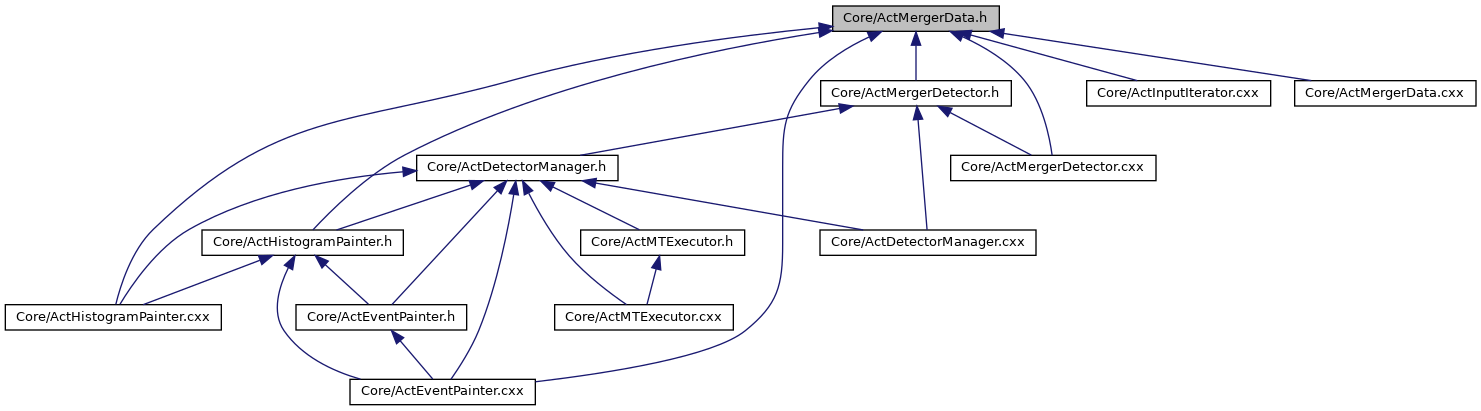 Core/ActMergerData.h
Core/ActMergerDetector.h
Core/ActInputIterator.cxx
Core/ActMergerData.cxx
Core/ActDetectorManager.h
Core/ActMergerDetector.cxx
Core/ActHistogramPainter.h
Core/ActMTExecutor.h
Core/ActDetectorManager.cxx
Core/ActHistogramPainter.cxx
Core/ActEventPainter.h
Core/ActMTExecutor.cxx
Core/ActEventPainter.cxx